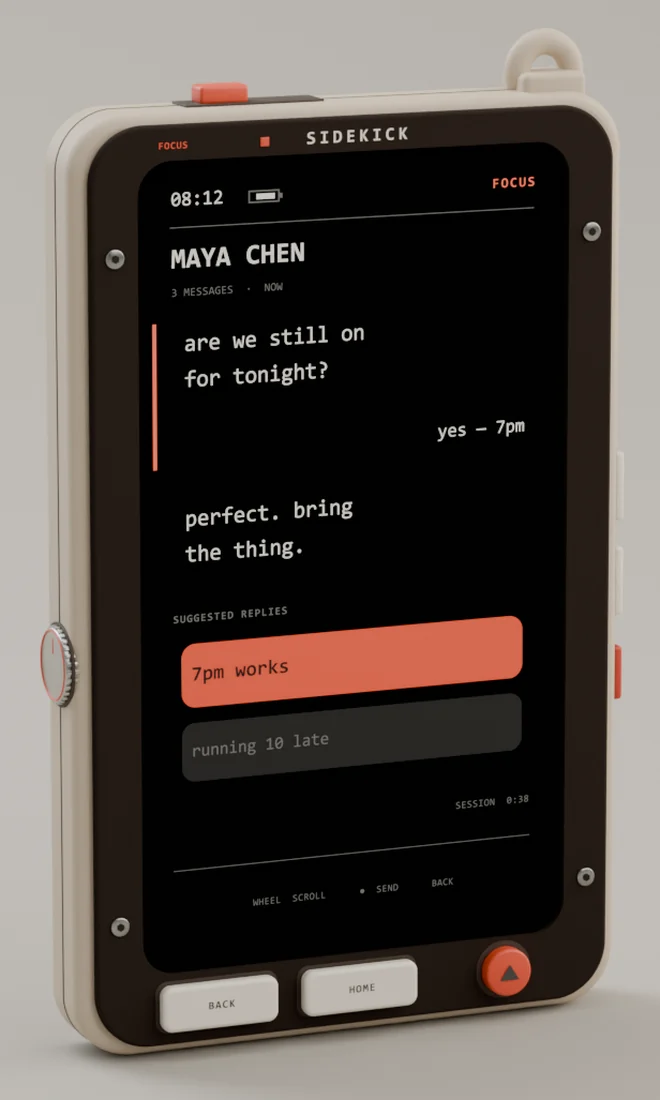 FOCUS
SIDEKICK
08:12
FOCUS
MAYA CHEN
3 MESSAGES · NOW
are we still on
for tonight?
yes — 7pm
perfect. bring
the thing.
SUGGESTED REPLIES
7pm works
running 10 late
SESSION 0:38
WHEEL SCROLL ● SEND BACK
BACK
HOME